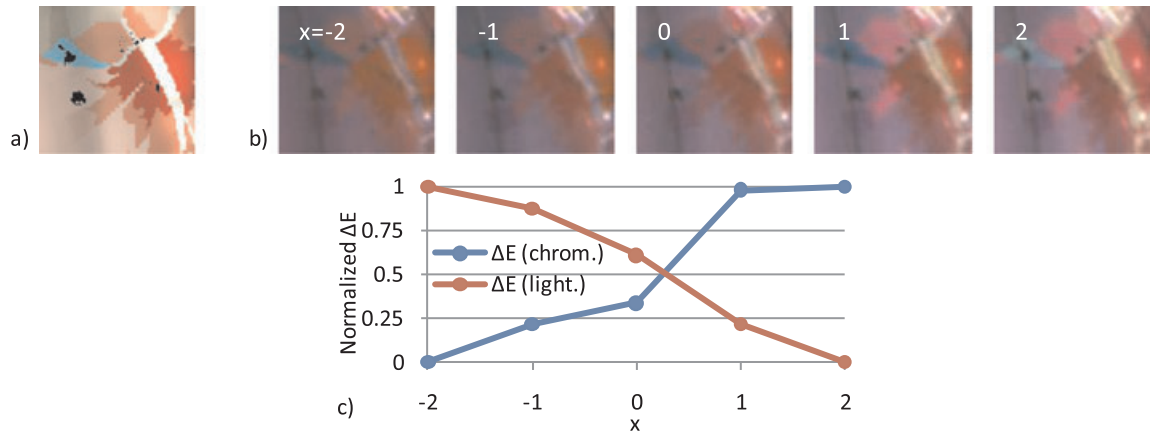 a)
b)
x=-2
-1
0
1
2
Normalized ΔE
1
0.75
0.5
0.25
0
ΔE (chrom.)
ΔE (light.)
-2
-1
0
1
2
x
c)